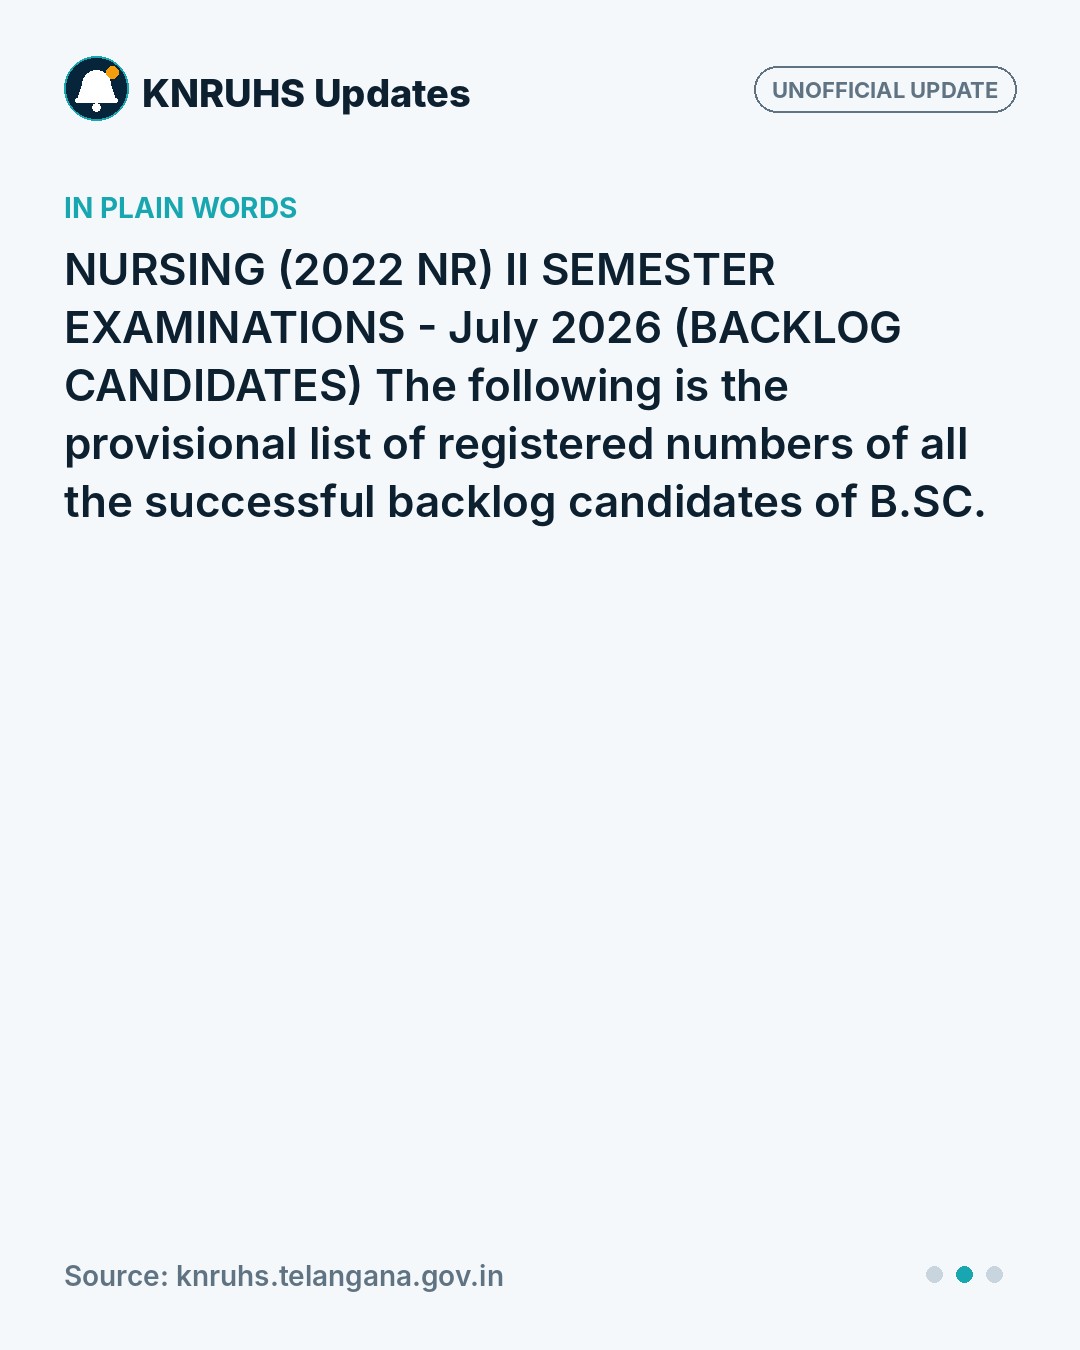 KNRUHS Updates
UNOFFICIAL UPDATE
IN PLAIN WORDS
NURSING (2022 NR) II SEMESTER
EXAMINATIONS - July 2026 (BACKLOG
CANDIDATES) The following is the
provisional list of registered numbers of all
the successful backlog candidates of B.SC.
Source: knruhs.telangana.gov.in